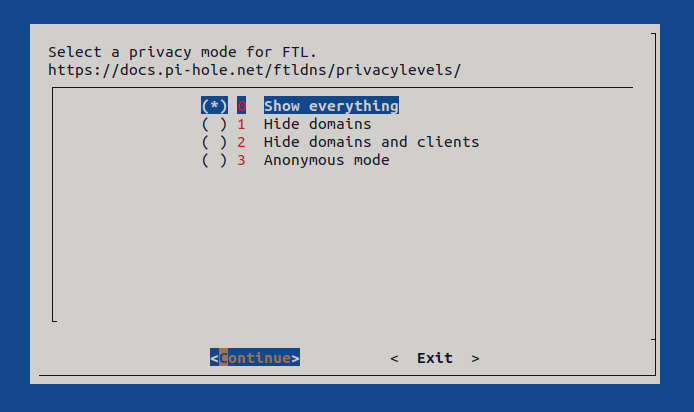 Select a privacy mode for FTL.
https://docs.pi-hole.net/ftldns/privacylevels/
(*) 0 Show everything
( ) 1 Hide domains
( ) 2 Hide domains and clients
( ) 3 Anonymous mode
<Continue> < Exit >